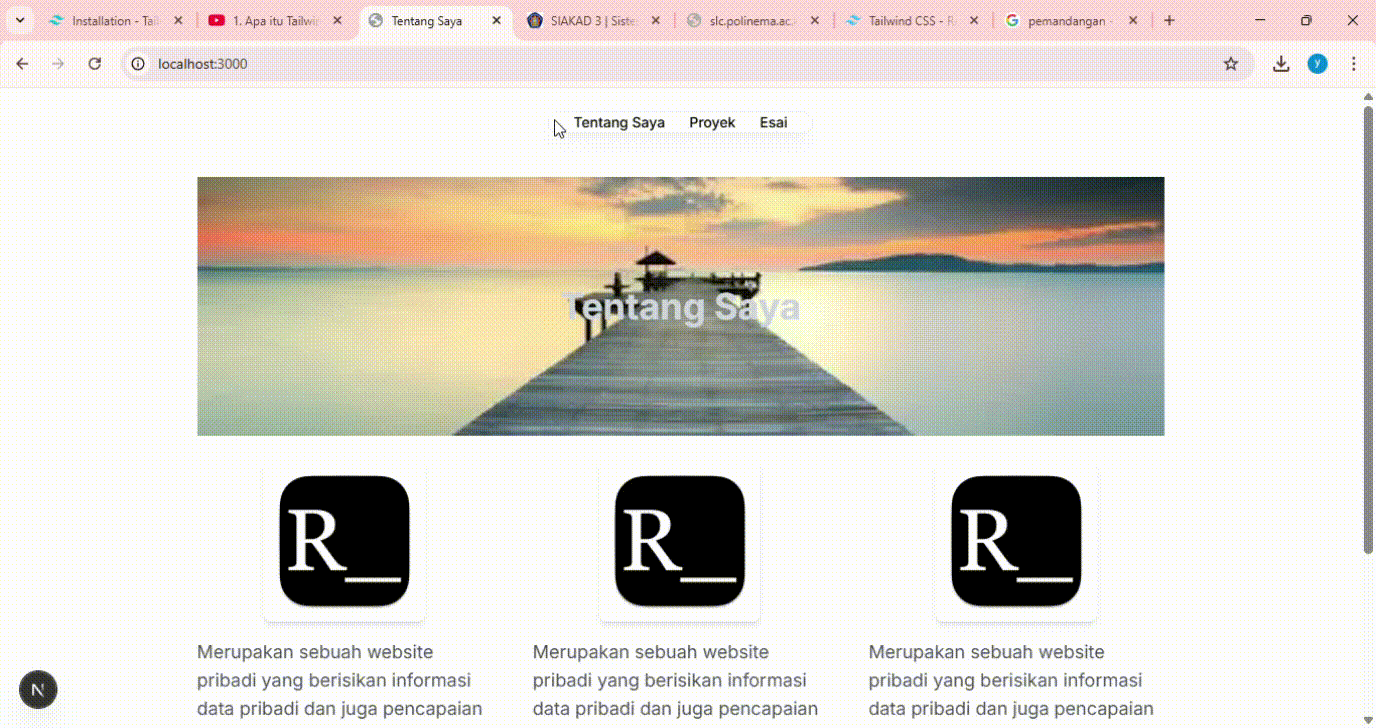 Installation - Tail
1. Apa itu Tailwi
Tentang Saya
SIAKAD 3 | Siste
slc.polinema.ac.
Tailwind CSS - R
pemandangan -
localhost:3000
y
Tentang Saya Proyek Esai
Tentang Saya
R_ R_ R_
Merupakan sebuah website Merupakan sebuah website Merupakan sebuah website
pribadi yang berisikan informasi pribadi yang berisikan informasi pribadi yang berisikan informasi
data pribadi dan juga pencapaian data pribadi dan juga pencapaian data pribadi dan juga pencapaian
N